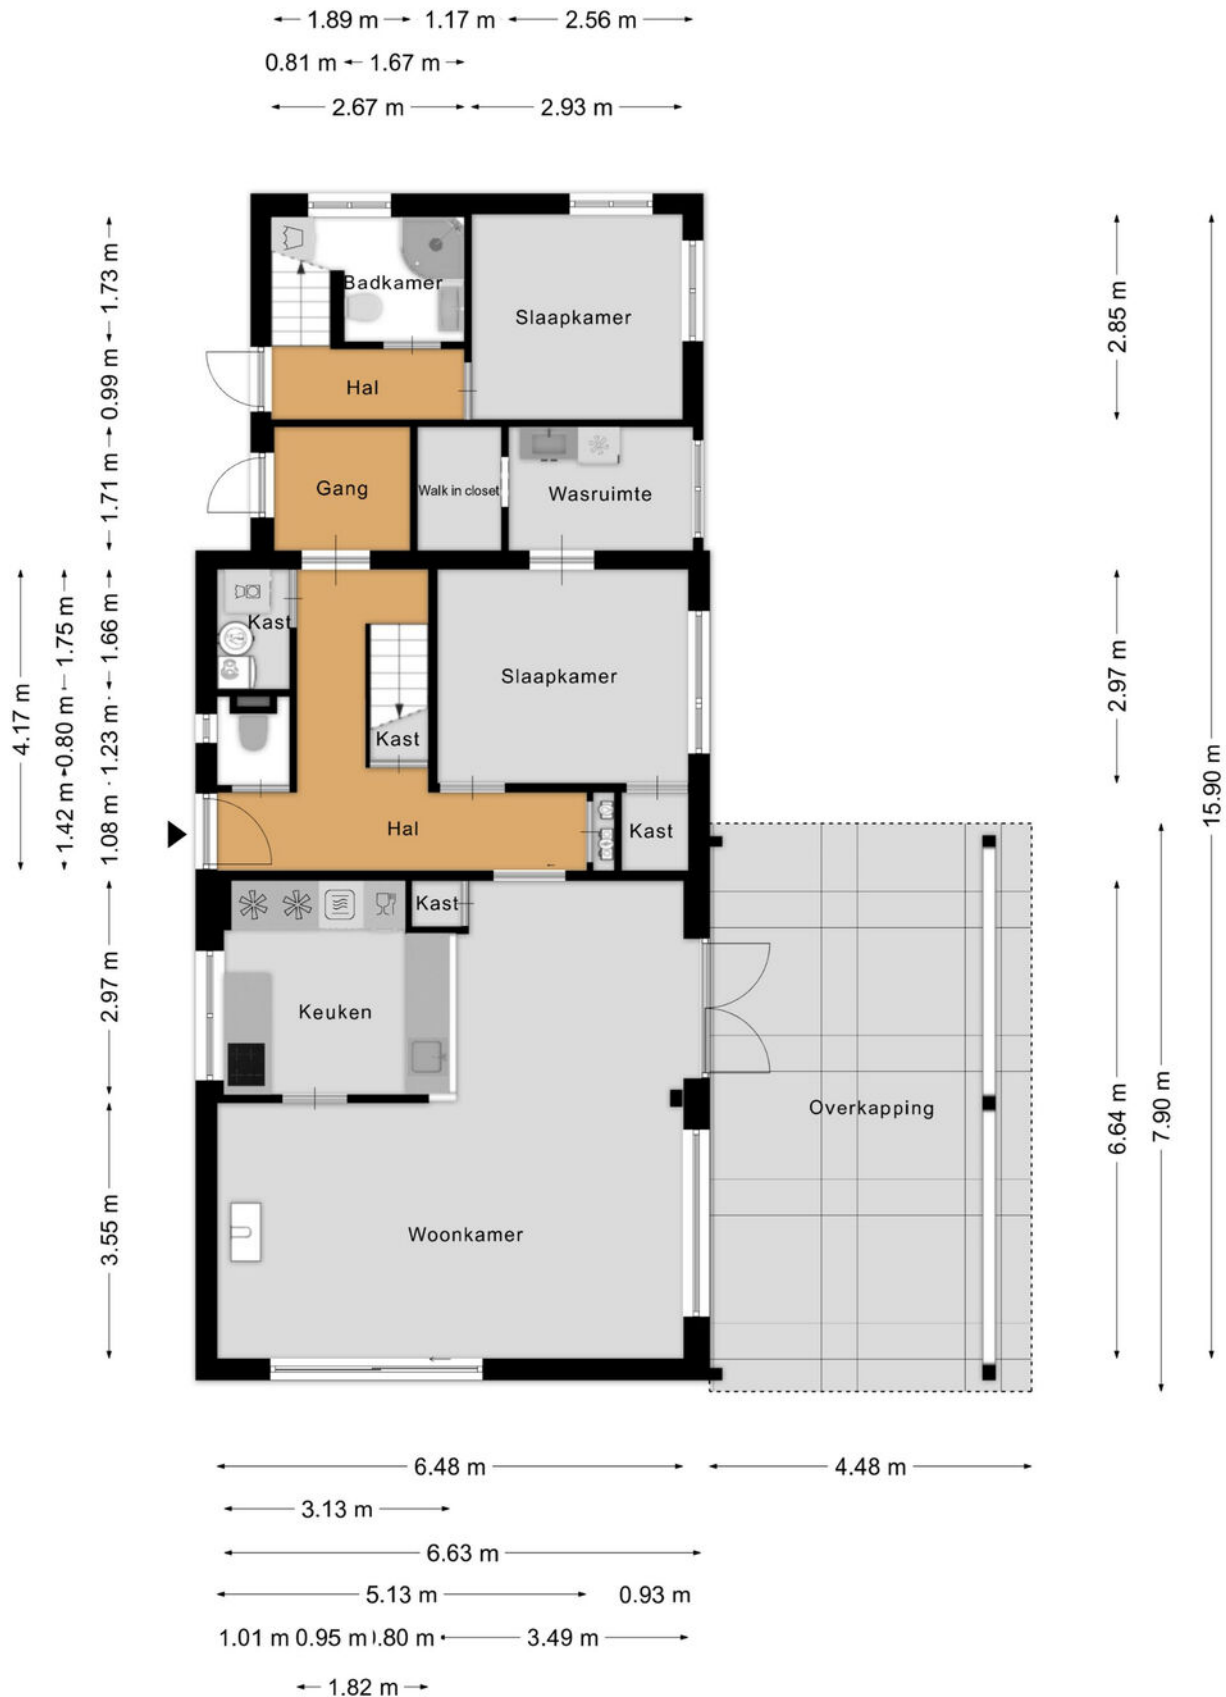 1.89 m 1.17 m 2.56 m
0.81 m 1.67 m
2.67 m 2.93 m
1.73 m
0.99 m
1.71 m
1.66 m
1.23 m
1.08 m
2.97 m
3.55 m
1.75 m
0.80 m
1.42 m
4.17 m
Badkamer
Slaapkamer
Hal
Gang
Walk in closet
Wasruimte
Kast
Slaapkamer
Kast
Hal
Kast
Kast
Keuken
Overkapping
Woonkamer
2.85 m
2.97 m
6.64 m
7.90 m
15.90 m
6.48 m 4.48 m
3.13 m
6.63 m
5.13 m 0.93 m
1.01 m 0.95 m .80 m 3.49 m
1.82 m